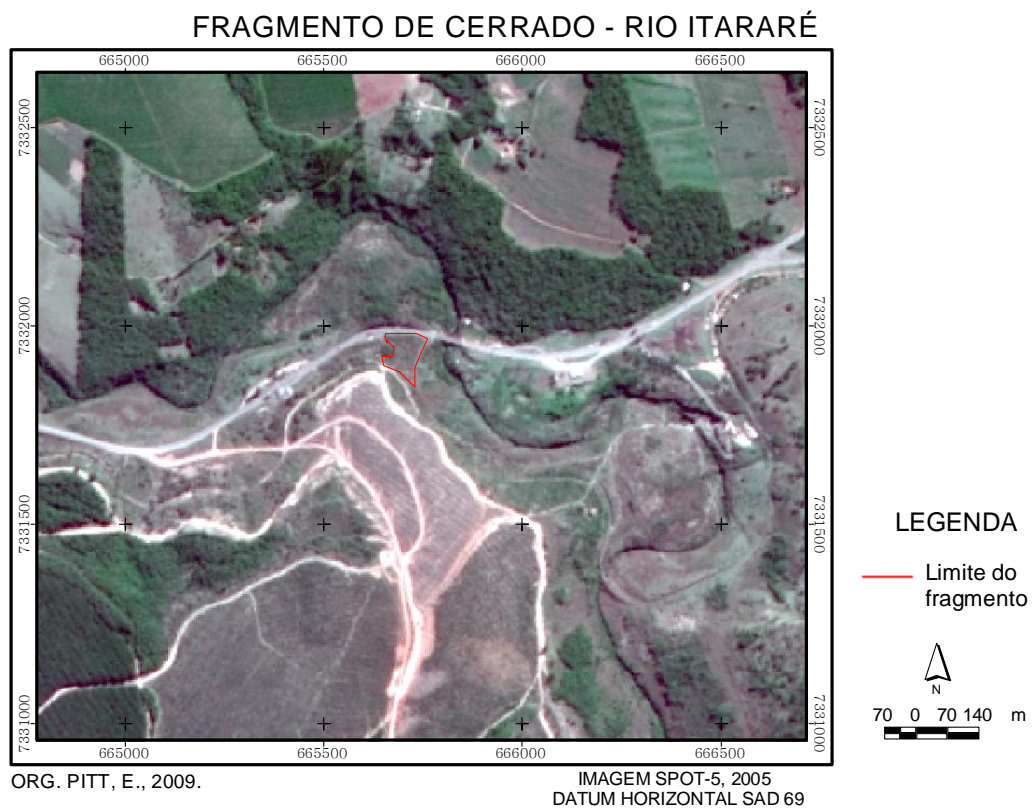 FRAGMENTO DE CERRADO - RIO ITARARÉ
665000 665500 666000 666500
7332500 7332500
7332000 7332000
7331500 7331500
7331000 7331000
665000 665500 666000 666500
LEGENDA
Limite do
fragmento
N
70 0 70 140 m
ORG. PITT, E., 2009.
IMAGEM SPOT-5, 2005
DATUM HORIZONTAL SAD 69